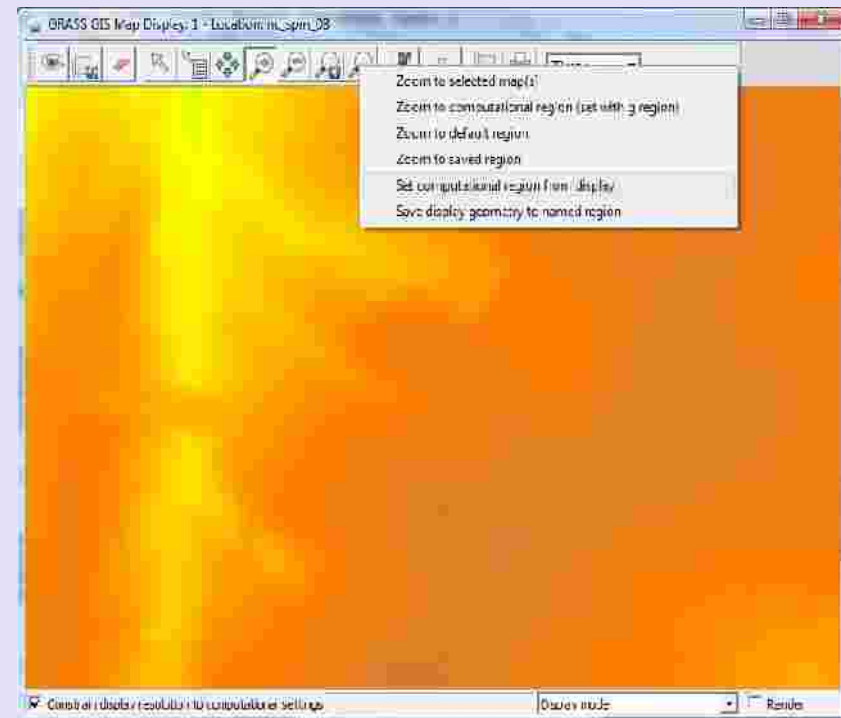 GRASS GIS Map Display: 1 - Location: nc_spm_08
Zoom to selected map(s)
Zoom to computational region (set with g.region)
Zoom to default region
Zoom to saved region
Set computational region from display
Save display geometry to named region
Constrain display resolution to computational settings
Display mode
Render